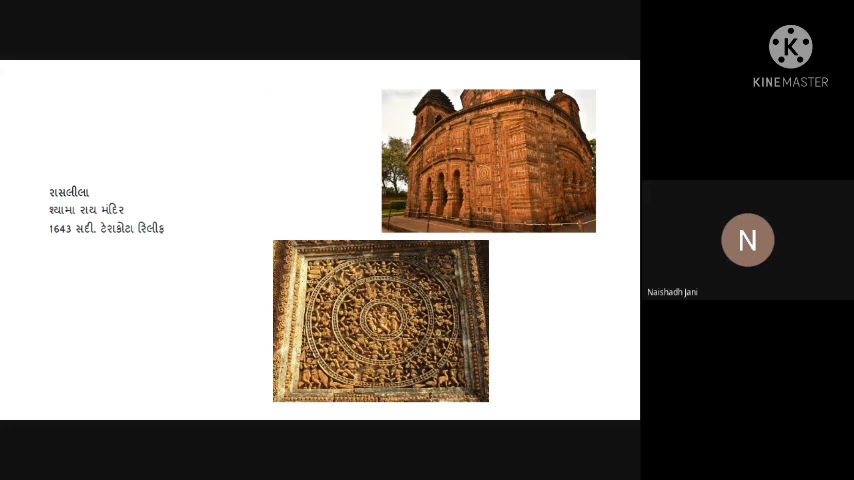 રાસલીલા
શ્યામા રાય મંદિર
1643 સદી. ટેરાકોટા રિલીફ
K
KINEMASTER
N
Naishadh Jani